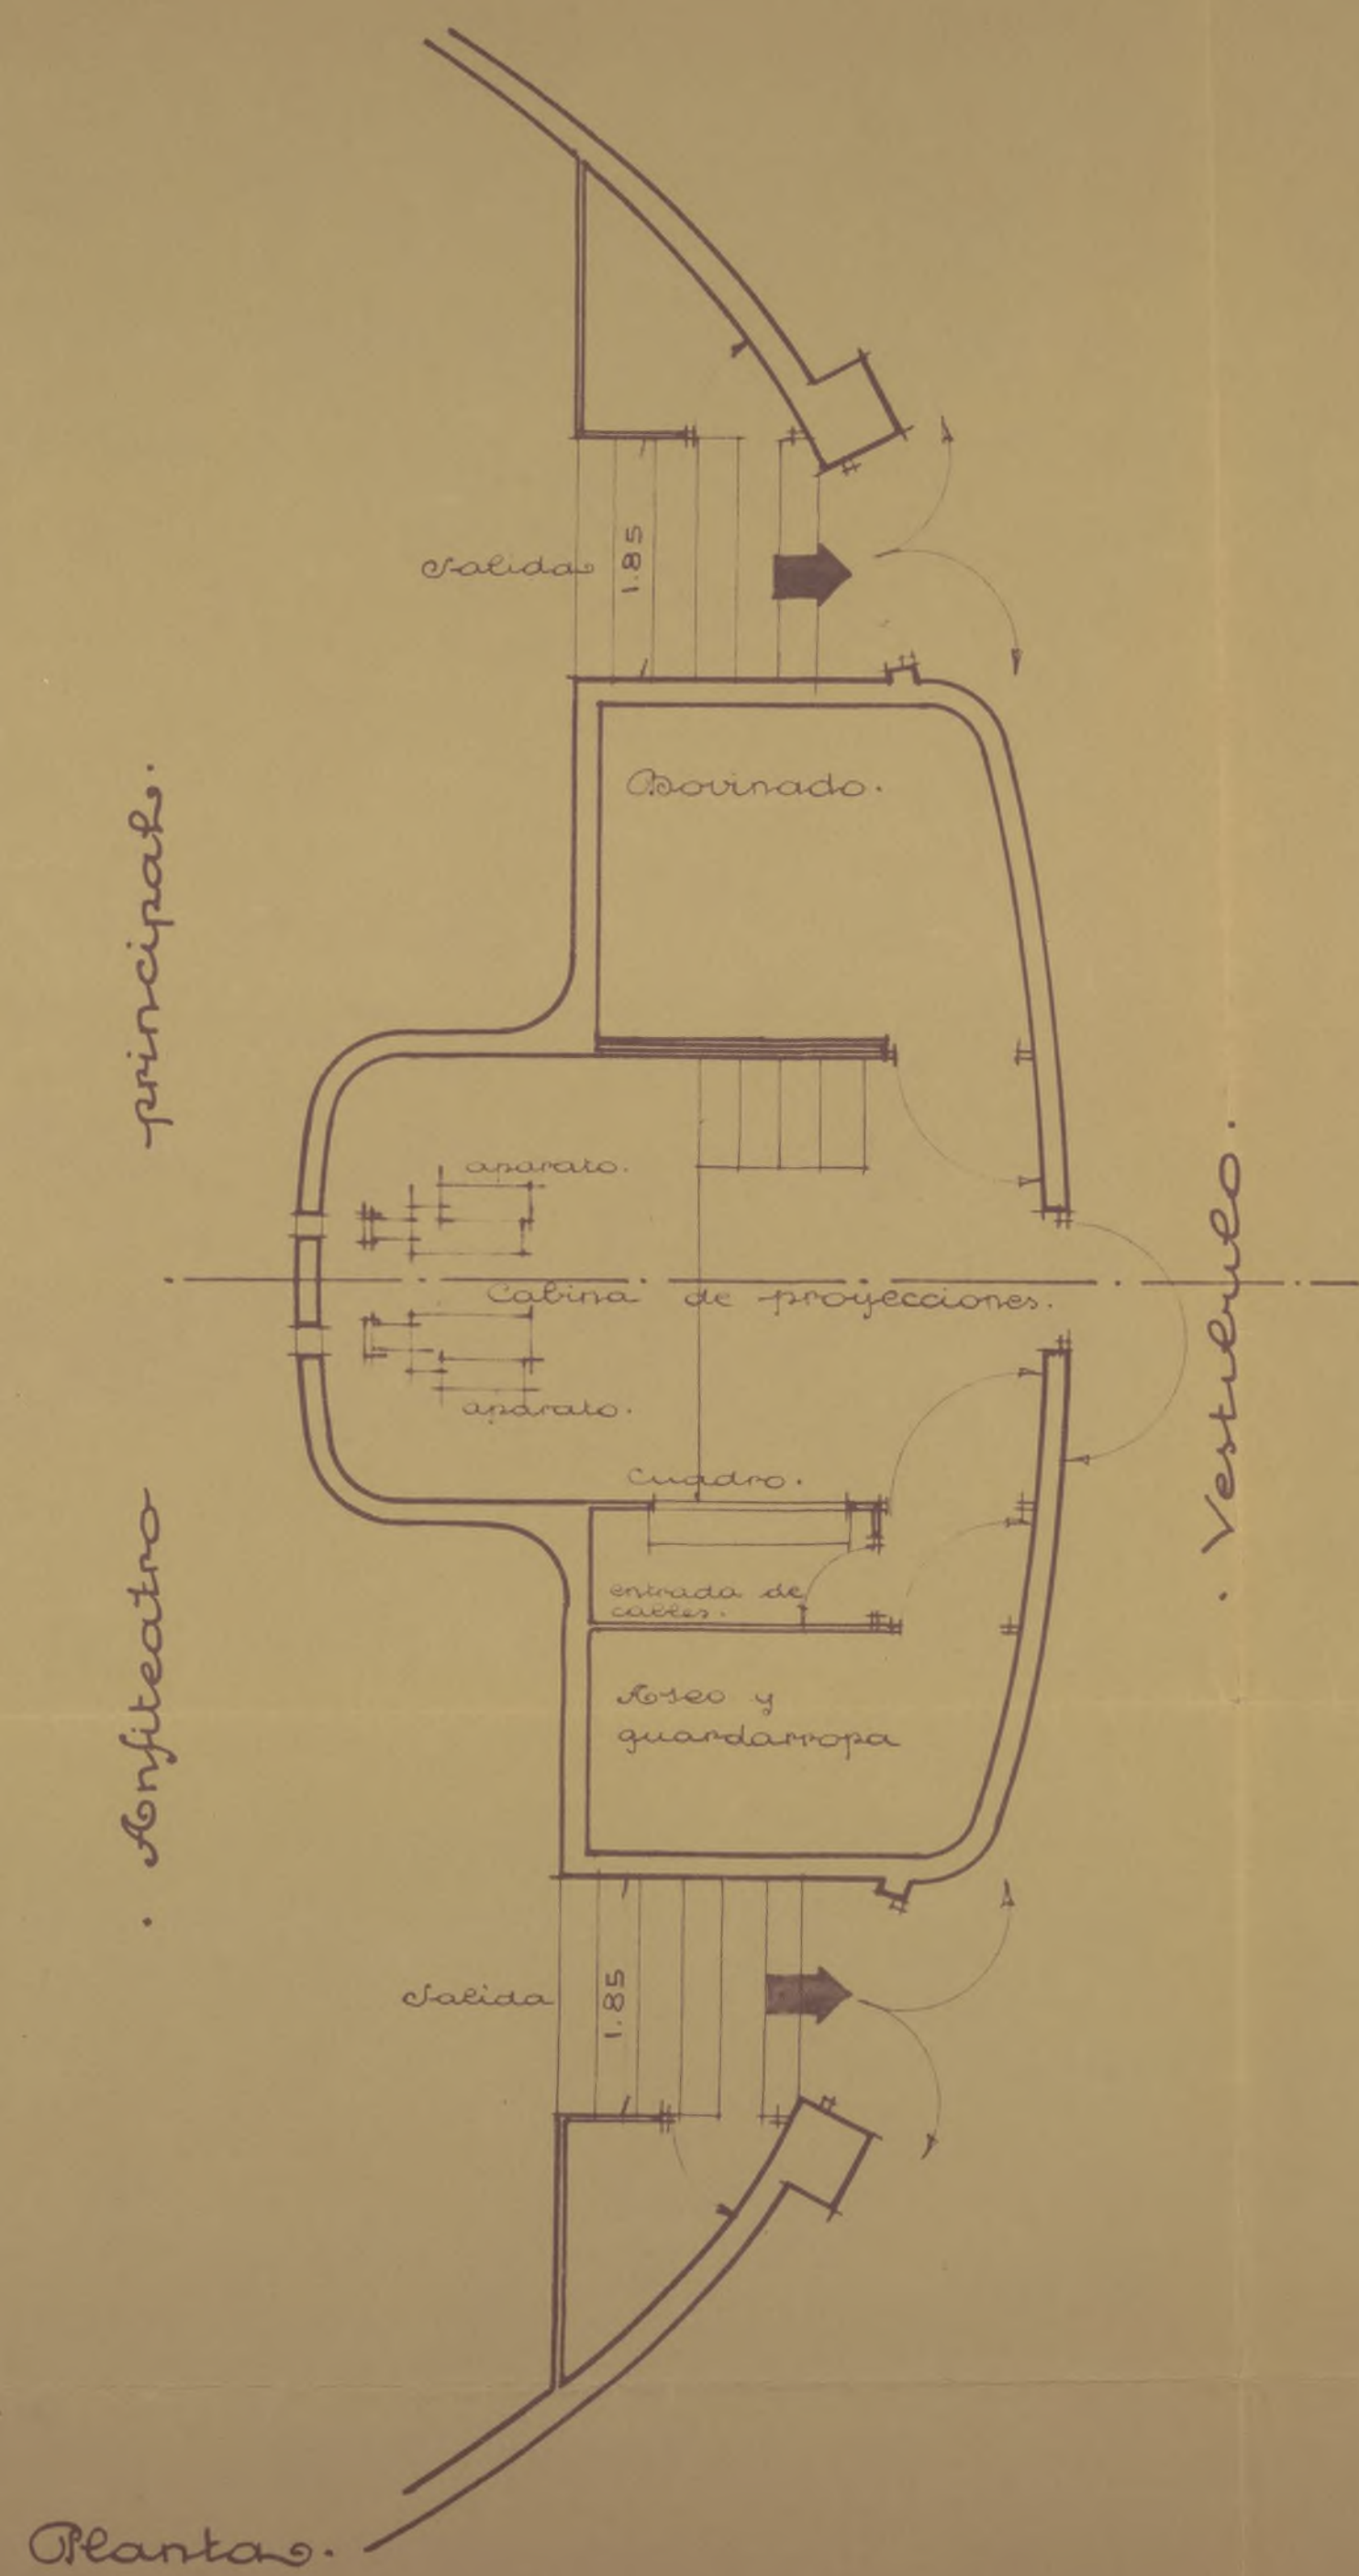 Salida
1.85
Bovinado.
. Anfiteatro principal.
aparato.
Cabina de proyecciones.
aparato.
. Vestíbulo.
Cuadro.
entrada de
cables.
Aseo y
guardarropa
Salida
1.85
Planta.